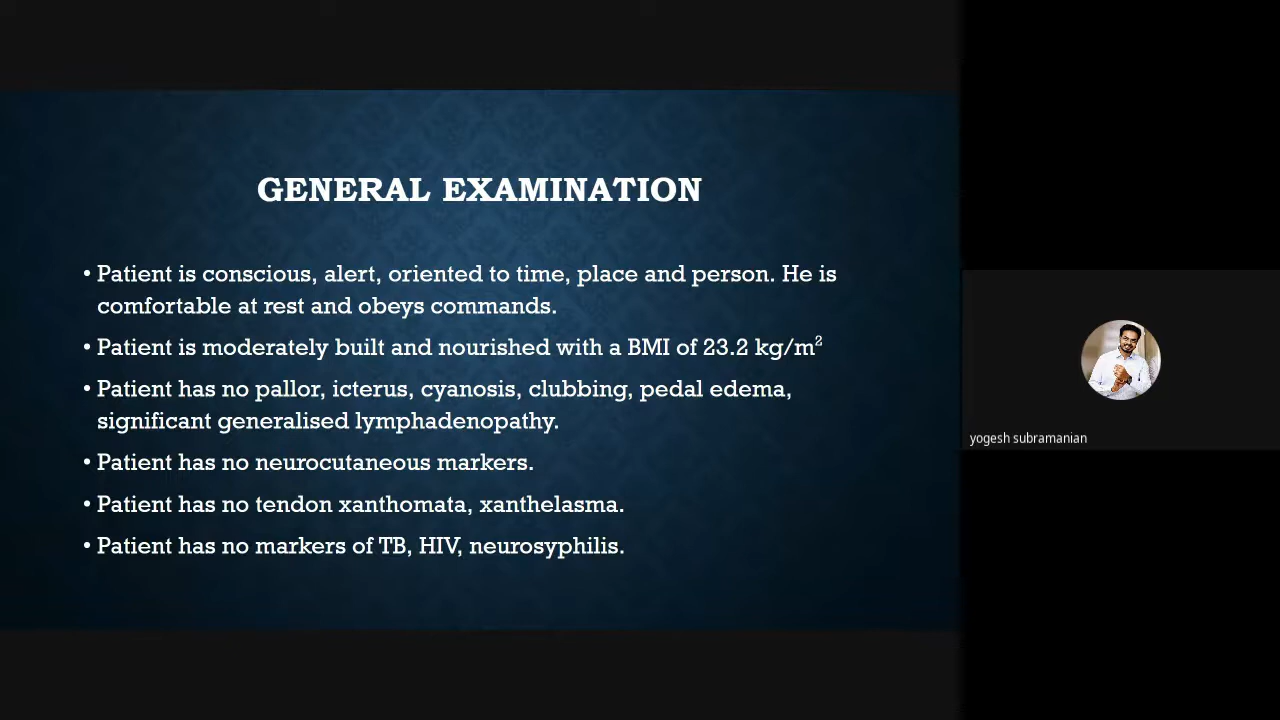 GENERAL EXAMINATION
• Patient is conscious, alert, oriented to time, place and person. He is
comfortable at rest and obeys commands.
• Patient is moderately built and nourished with a BMI of 23.2 kg/m²
• Patient has no pallor, icterus, cyanosis, clubbing, pedal edema,
significant generalised lymphadenopathy.
• Patient has no neurocutaneous markers.
• Patient has no tendon xanthomata, xanthelasma.
• Patient has no markers of TB, HIV, neurosyphilis.
yogesh subramanian